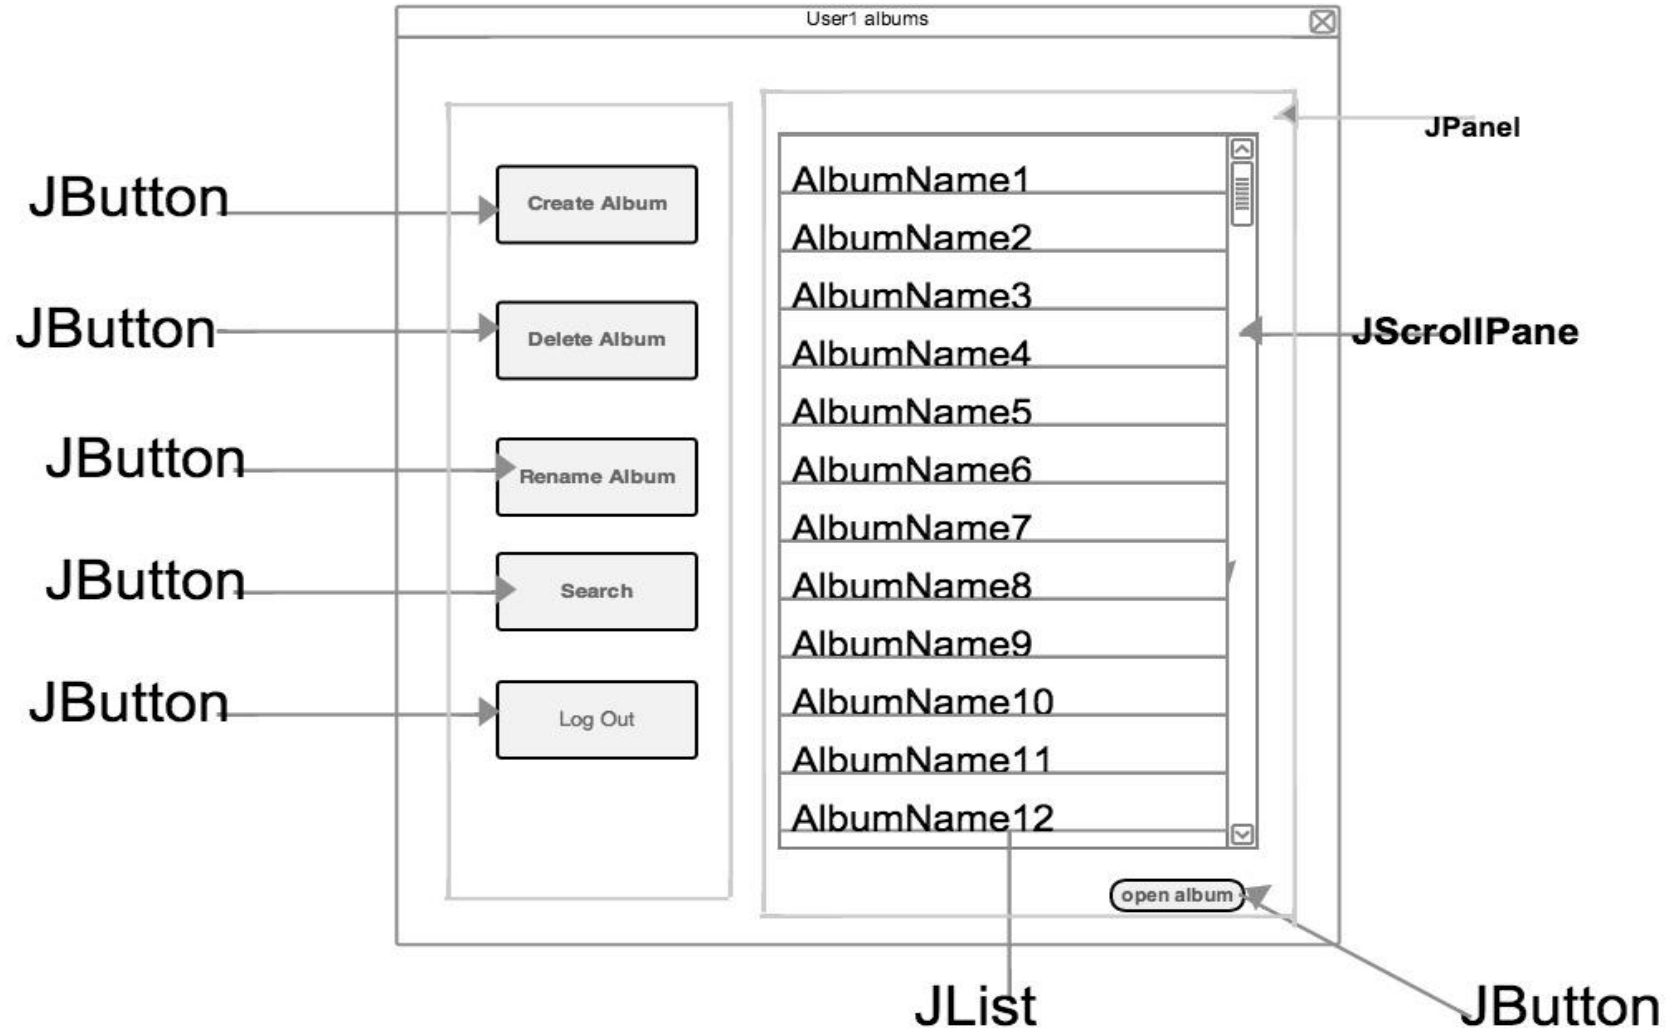 User1 albums
JPanel
JButton
Create Album
JButton
Delete Album
JButton
Rename Album
JButton
Search
JButton
Log Out
AlbumName1
AlbumName2
AlbumName3
AlbumName4
AlbumName5
AlbumName6
AlbumName7
AlbumName8
AlbumName9
AlbumName10
AlbumName11
AlbumName12
JScrollPane
open album
JList
JButton